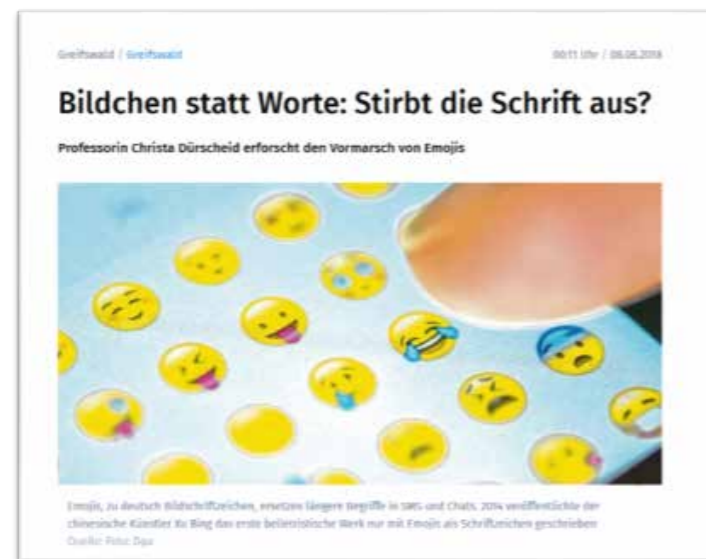 Greifswald / Greifswald
00:11 Uhr / 08.06.2018
Bildchen statt Worte: Stirbt die Schrift aus?
Professorin Christa Dürscheid erforscht den Vormarsch von Emojis
Emojis, zu deutsch Bildschriftzeichen, ersetzen längere Begriffe in SMS und Chats. 2014 veröffentlichte der
chinesische Künstler Xu Bing das erste belletristische Werk nur mit Emojis als Schriftzeichen geschrieben
Quelle: Foto: Dpa